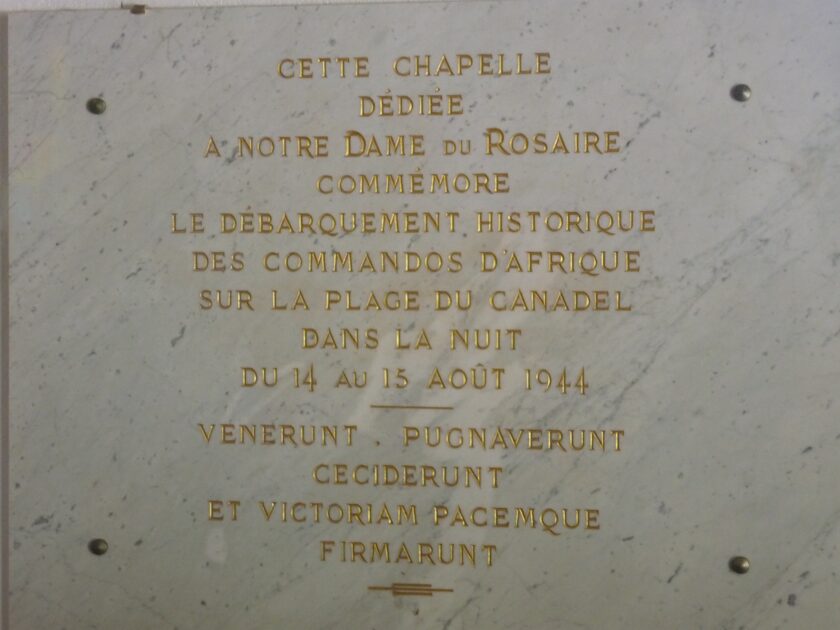 CETTE CHAPELLE
DÉDIÉE
A NOTRE DAME DU ROSAIRE
COMMÉMORE
LE DÉBARQUEMENT HISTORIQUE
DES COMMANDOS D'AFRIQUE
SUR LA PLAGE DU CANADEL
DANS LA NUIT
DU 14 AU 15 AOÛT 1944
VENERUNT . PUGNAVERUNT
CECIDERUNT
ET VICTORIAM PACEMQUE
FIRMARUNT